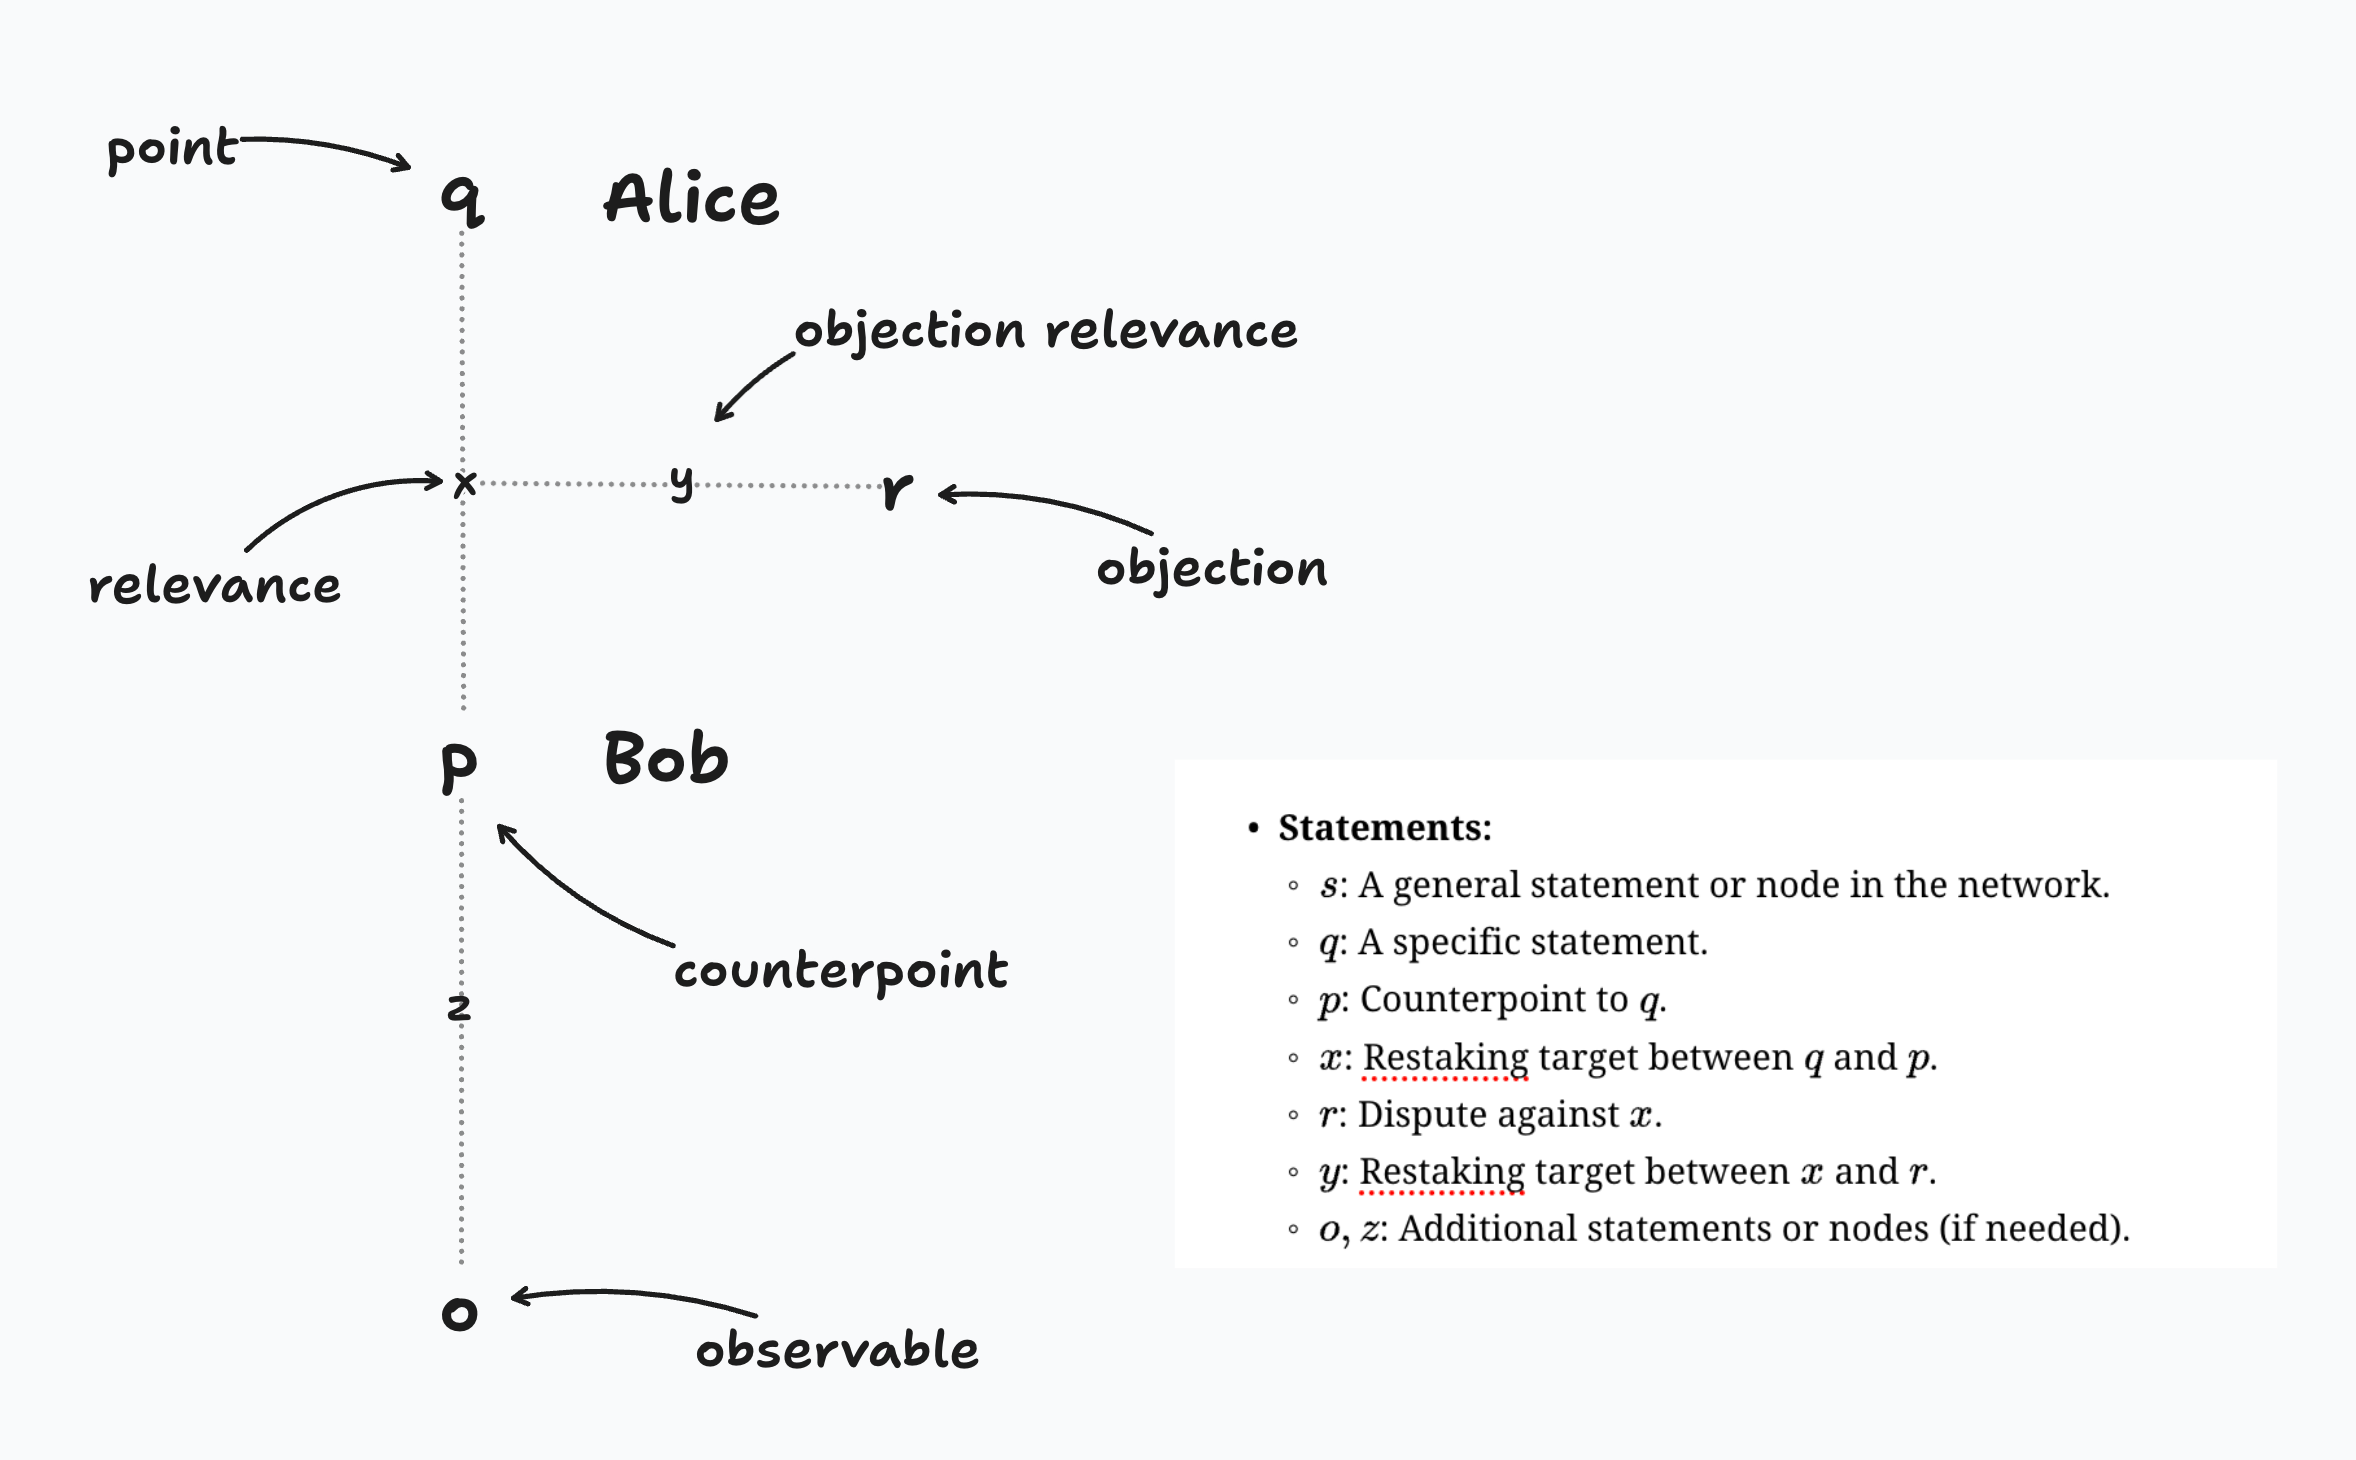 point
q Alice
objection relevance
x y r
relevance
objection
p Bob
counterpoint
z
o
observable
• Statements:
◦ s: A general statement or node in the network.
◦ q: A specific statement.
◦ p: Counterpoint to q.
◦ x: Restaking target between q and p.
◦ r: Dispute against x.
◦ y: Restaking target between x and r.
◦ o, z: Additional statements or nodes (if needed).